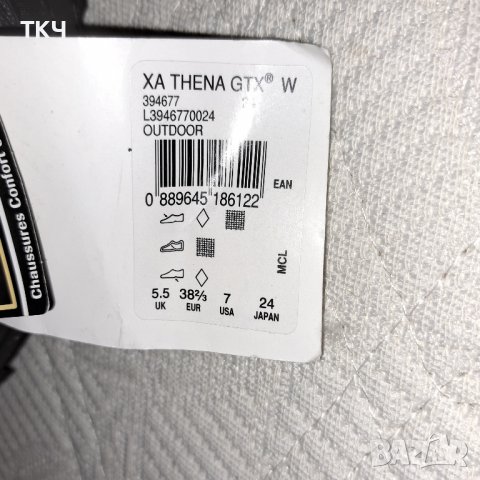 ТКЧ
XA THENA GTX® W
394677
L3946770024
OUTDOOR
EAN
0 889645 186122
MCL
5.5 38⅔ 7 24
UK EUR USA JAPAN
Chaussures Confort
БАZАР